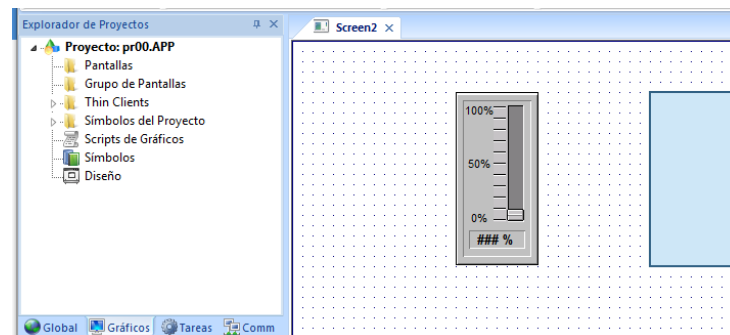 Explorador de Proyectos
Proyecto: pr00.APP
Pantallas
Grupo de Pantallas
Thin Clients
Símbolos del Proyecto
Scripts de Gráficos
Símbolos
Diseño
Global Gráficos Tareas Comm
Screen2
100%
50%
0%
### %